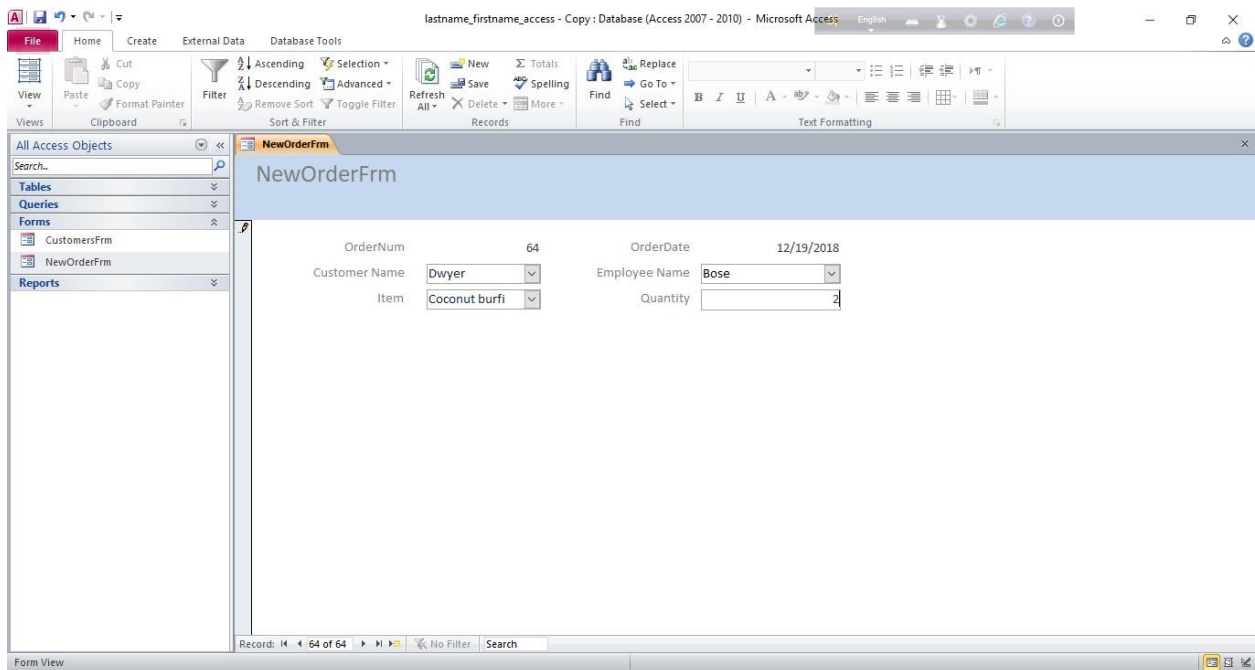 lastname_firstname_access - Copy : Database (Access 2007 - 2010) - Microsoft Access English
File Home Create External Data Database Tools
View
Paste
Cut
Copy
Format Painter
Filter
Ascending
Descending
Remove Sort
Selection
Advanced
Toggle Filter
Refresh All
New
Save
Delete
Σ Totals
Spelling
More
Find
Replace
Go To
Select
B I U A
Views Clipboard Sort & Filter Records Find Text Formatting
All Access Objects
Search...
Tables
Queries
Forms
CustomersFrm
NewOrderFrm
Reports
NewOrderFrm
NewOrderFrm
OrderNum 64 OrderDate 12/19/2018
Customer Name Dwyer Employee Name Bose
Item Coconut burfi Quantity 2
Record: 64 of 64 No Filter Search
Form View